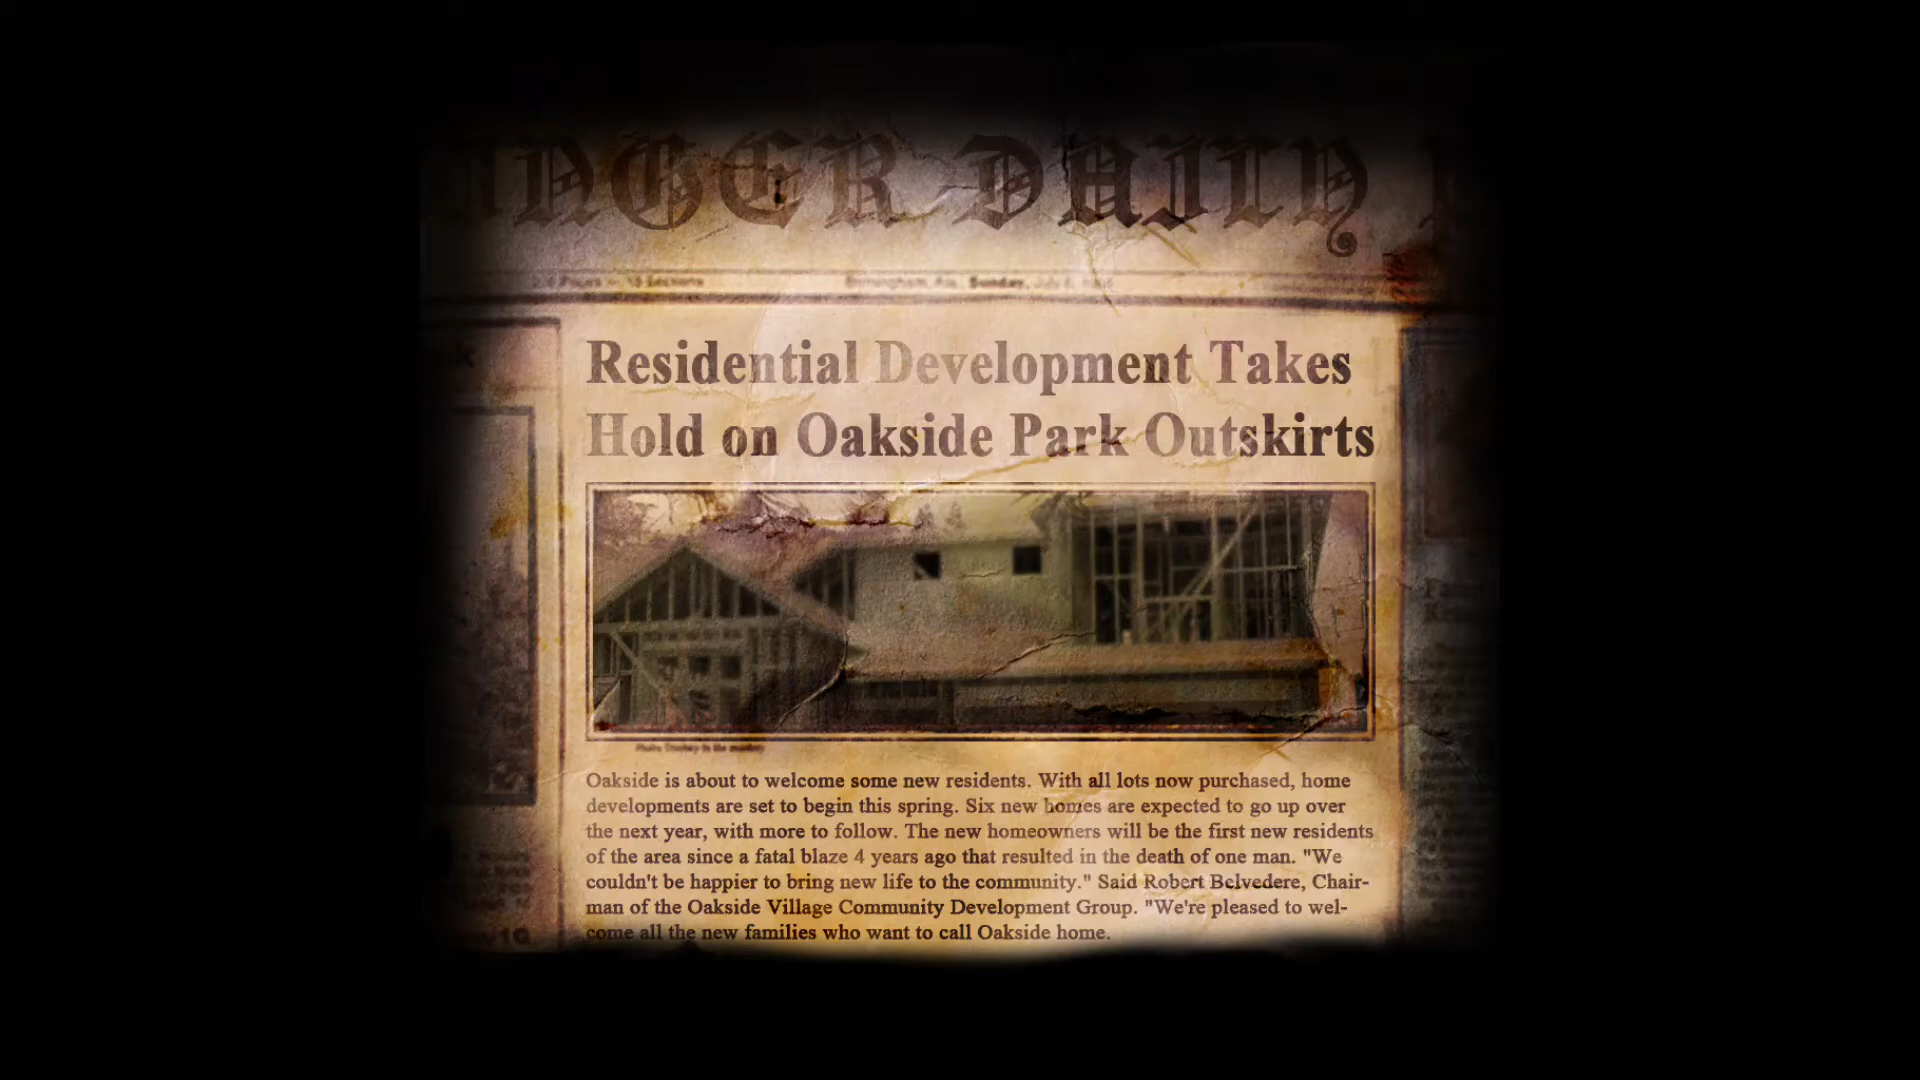 DAILY
Residential Development Takes
Hold on Oakside Park Outskirts
Oakside is about to welcome some new residents. With all lots now purchased, home
developments are set to begin this spring. Six new homes are expected to go up over
the next year, with more to follow. The new homeowners will be the first new residents
of the area since a fatal blaze 4 years ago that resulted in the death of one man. "We
couldn't be happier to bring new life to the community." Said Robert Belvedere, Chair-
man of the Oakside Village Community Development Group. "We're pleased to wel-
come all the new families who want to call Oakside home.